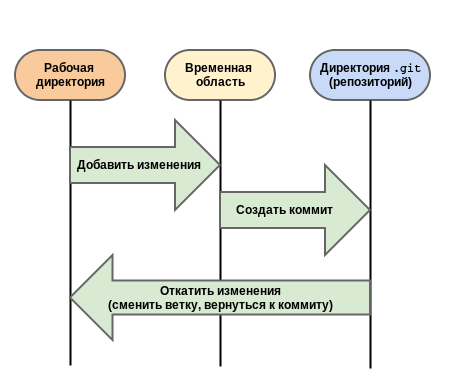 Рабочая
директория
Временная
область
Директория .git
(репозиторий)
Добавить изменения
Создать коммит
Откатить изменения
(сменить ветку, вернуться к коммиту)